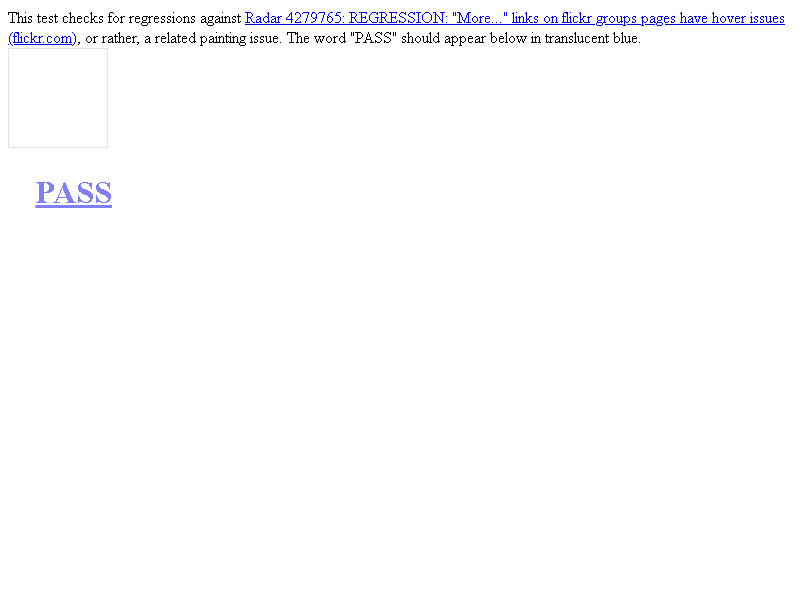 This test checks for regressions against Radar 4279765: REGRESSION: "More..." links on flickr groups pages have hover issues
(flickr.com), or rather, a related painting issue. The word "PASS" should appear below in translucent blue.
PASS